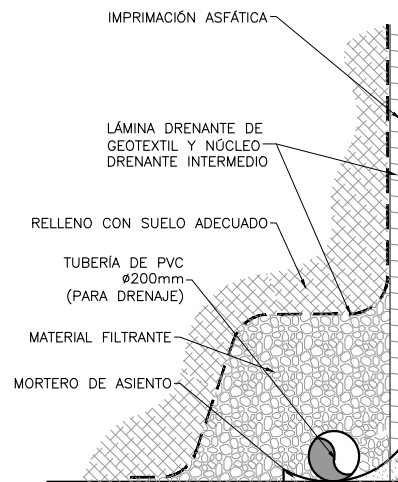 IMPRIMACIÓN ASFÁTICA
LÁMINA DRENANTE DE
GEOTEXTIL Y NÚCLEO
DRENANTE INTERMEDIO
RELLENO CON SUELO ADECUADO
TUBERÍA DE PVC
ø200mm
(PARA DRENAJE)
MATERIAL FILTRANTE
MORTERO DE ASIENTO